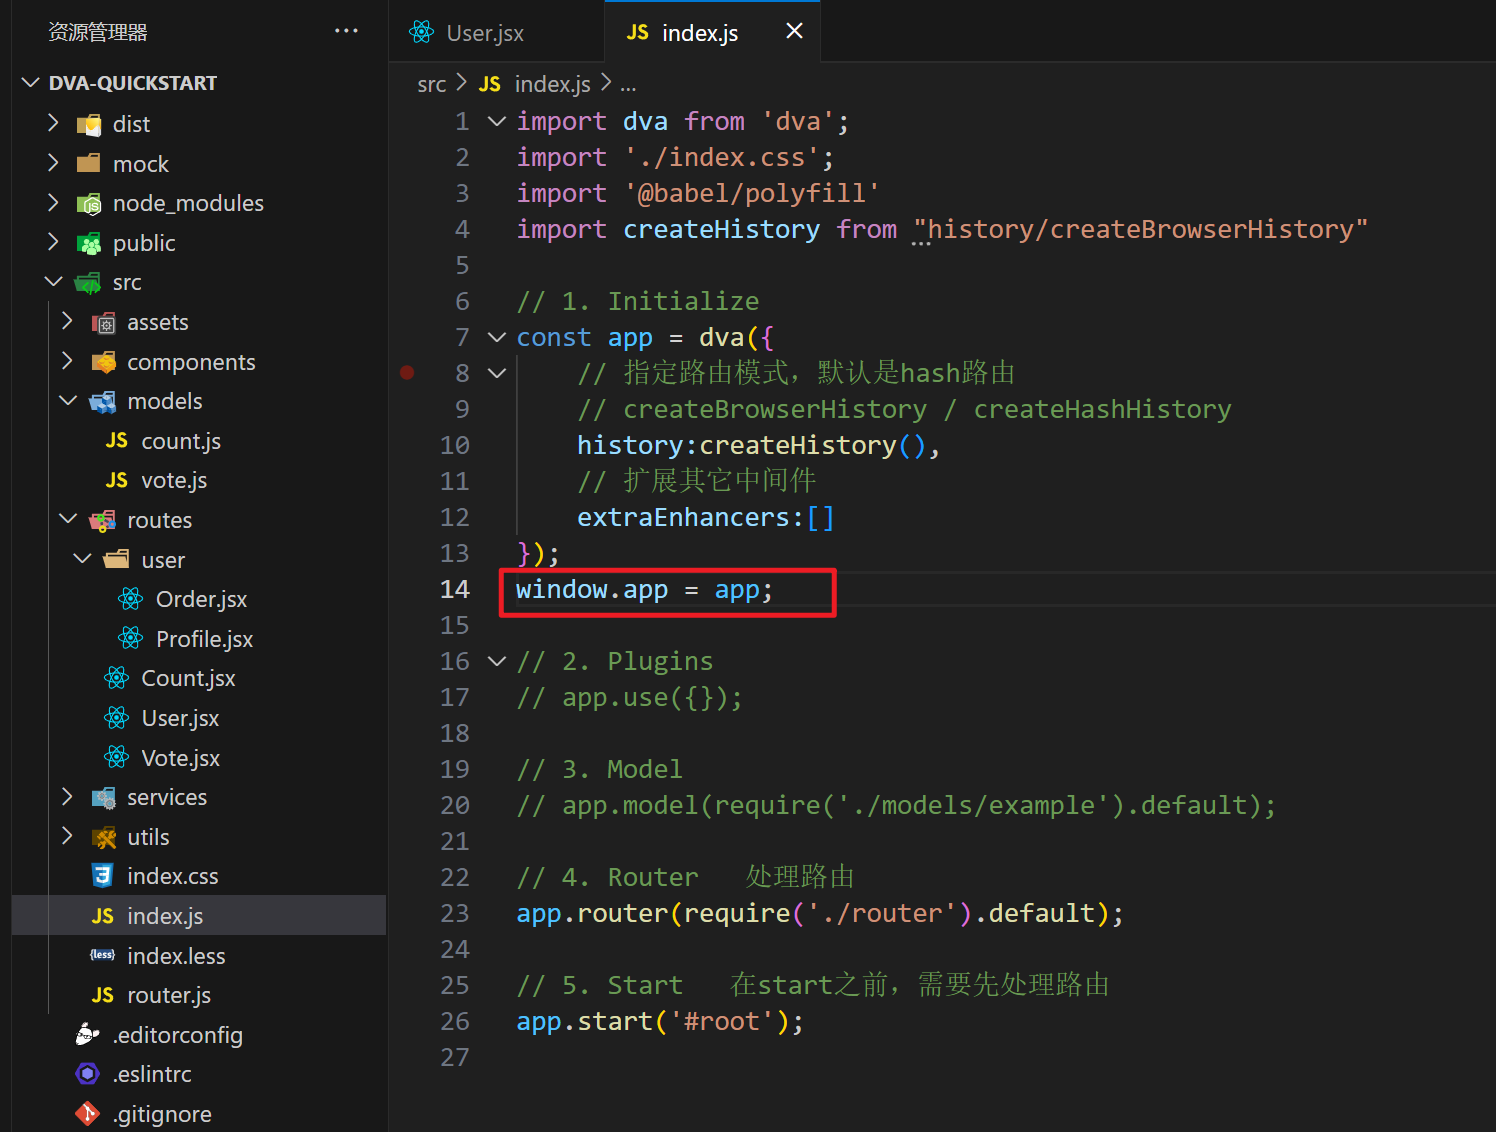 资源管理器
...
DVA-QUICKSTART
dist
mock
node_modules
public
src
assets
components
models
JS count.js
JS vote.js
routes
user
Order.jsx
Profile.jsx
Count.jsx
User.jsx
Vote.jsx
services
utils
index.css
JS index.js
{less} index.less
JS router.js
.editorconfig
.eslintrc
.gitignore
User.jsx
JS index.js
src > JS index.js > ...
1 import dva from 'dva';
2 import './index.css';
3 import '@babel/polyfill'
4 import createHistory from "history/createBrowserHistory"
5
6 // 1. Initialize
7 const app = dva({
8 // 指定路由模式，默认是hash路由
9 // createBrowserHistory / createHashHistory
10 history:createHistory(),
11 // 扩展其它中间件
12 extraEnhancers:[]
13 });
14 window.app = app;
15
16 // 2. Plugins
17 // app.use({});
18
19 // 3. Model
20 // app.model(require('./models/example').default);
21
22 // 4. Router   处理路由
23 app.router(require('./router').default);
24
25 // 5. Start   在start之前，需要先处理路由
26 app.start('#root');
27